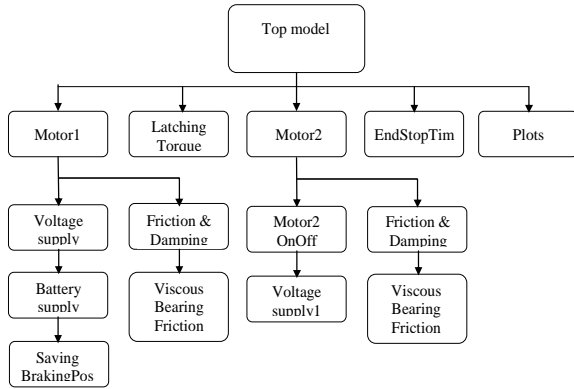 Top model
Motor1
Latching
Torque
Motor2
EndStopTim
Plots
Voltage
supply
Friction &
Damping
Motor2
OnOff
Friction &
Damping
Battery
supply
Viscous
Bearing
Friction
Voltage
supply1
Viscous
Bearing
Friction
Saving
BrakingPos